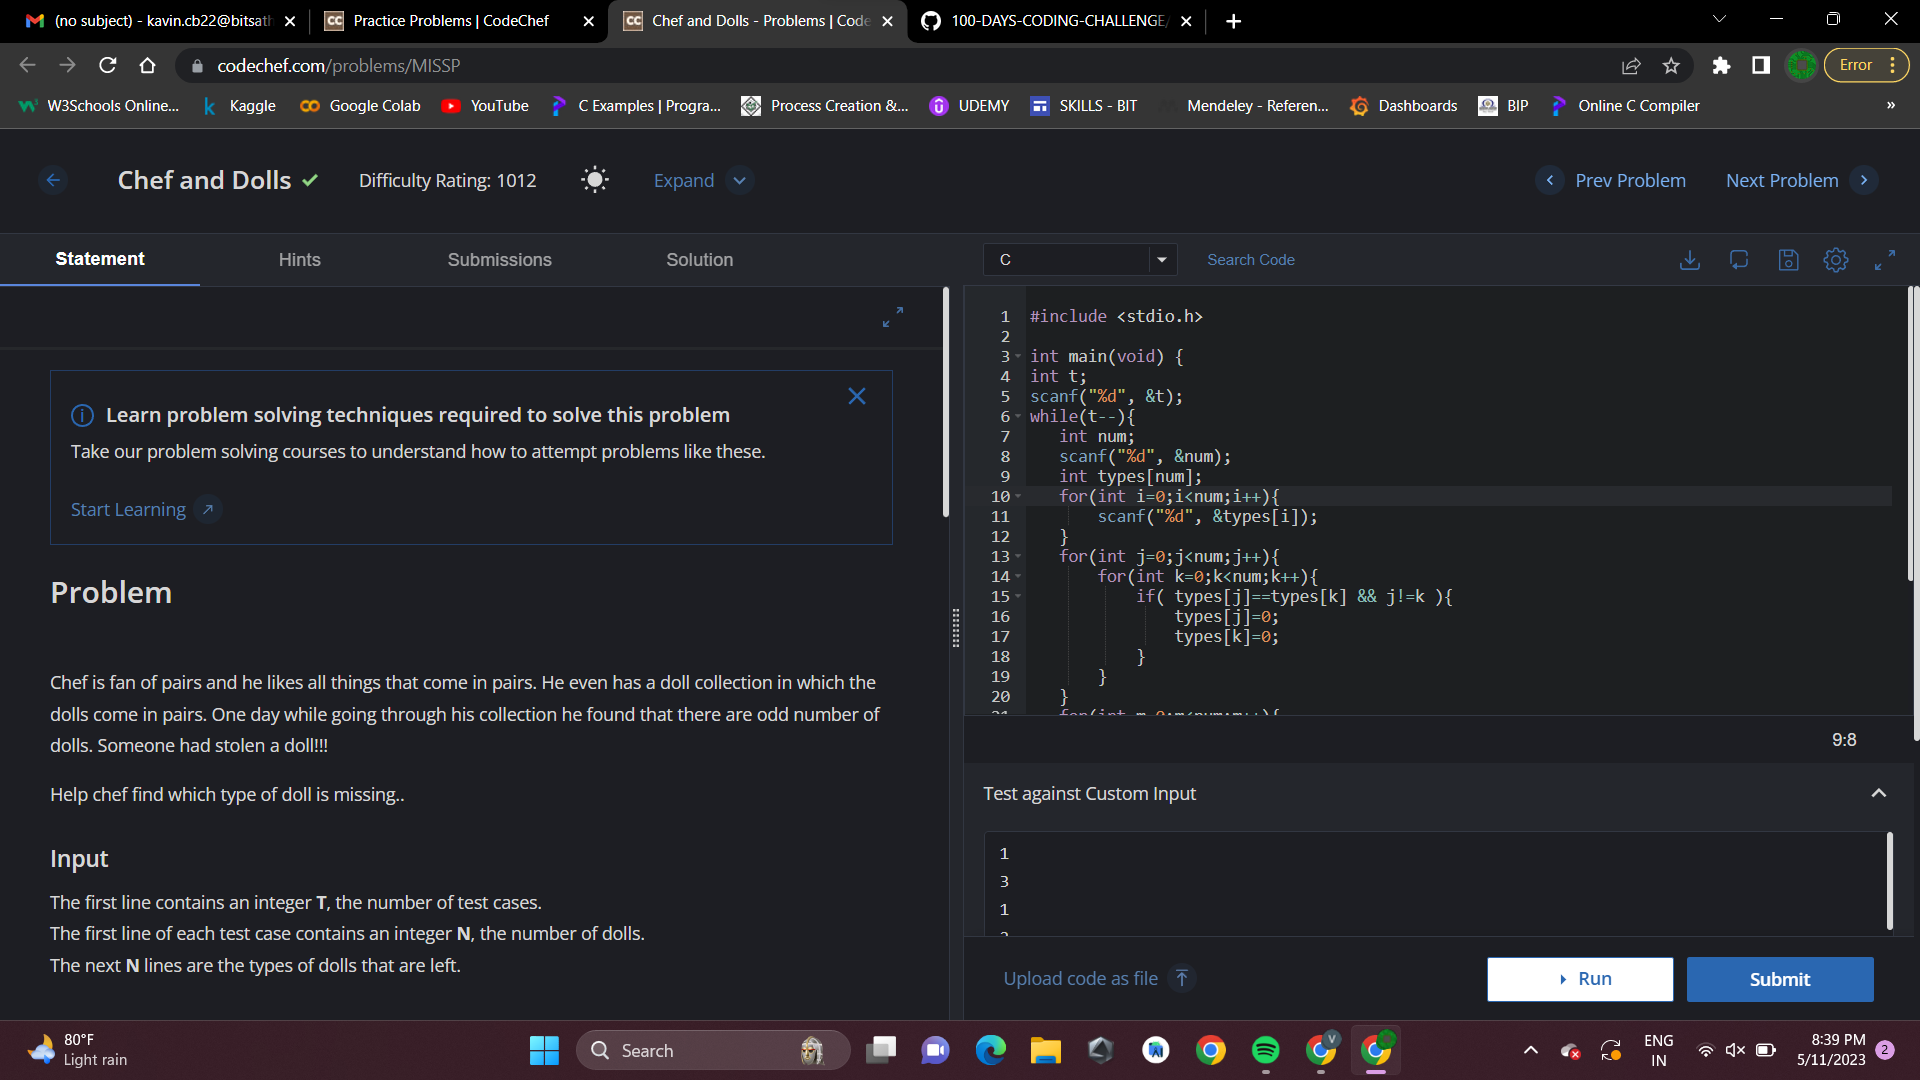 (no subject) - kavin.cb22@bitsath
Practice Problems | CodeChef
Chef and Dolls - Problems | Code
100-DAYS-CODING-CHALLENGE/
codechef.com/problems/MISSP
Error
W3Schools Online...
Kaggle
Google Colab
YouTube
C Examples | Progra...
Process Creation &...
UDEMY
SKILLS - BIT
Mendeley - Referen...
Dashboards
BIP
Online C Compiler
»
Chef and Dolls
Difficulty Rating: 1012
Expand
Prev Problem
Next Problem
Statement
Hints
Submissions
Solution
C
Search Code
Learn problem solving techniques required to solve this problem
Take our problem solving courses to understand how to attempt problems like these.
Start Learning
Problem
Chef is fan of pairs and he likes all things that come in pairs. He even has a doll collection in which the
dolls come in pairs. One day while going through his collection he found that there are odd number of
dolls. Someone had stolen a doll!!!
Help chef find which type of doll is missing..
Input
The first line contains an integer T, the number of test cases.
The first line of each test case contains an integer N, the number of dolls.
The next N lines are the types of dolls that are left.
1 #include <stdio.h>
2
3 int main(void) {
4 int t;
5 scanf("%d", &t);
6 while(t--){
7 int num;
8 scanf("%d", &num);
9 int types[num];
10 for(int i=0;i<num;i++){
11 scanf("%d", &types[i]);
12 }
13 for(int j=0;j<num;j++){
14 for(int k=0;k<num;k++){
15 if( types[j]==types[k] && j!=k ){
16 types[j]=0;
17 types[k]=0;
18 }
19 }
20 }
21 for(int m=0;m<num;m++){
9:8
Test against Custom Input
1
3
1
Upload code as file
Run
Submit
80°F
Light rain
Search
ENG
IN
8:39 PM
5/11/2023
2